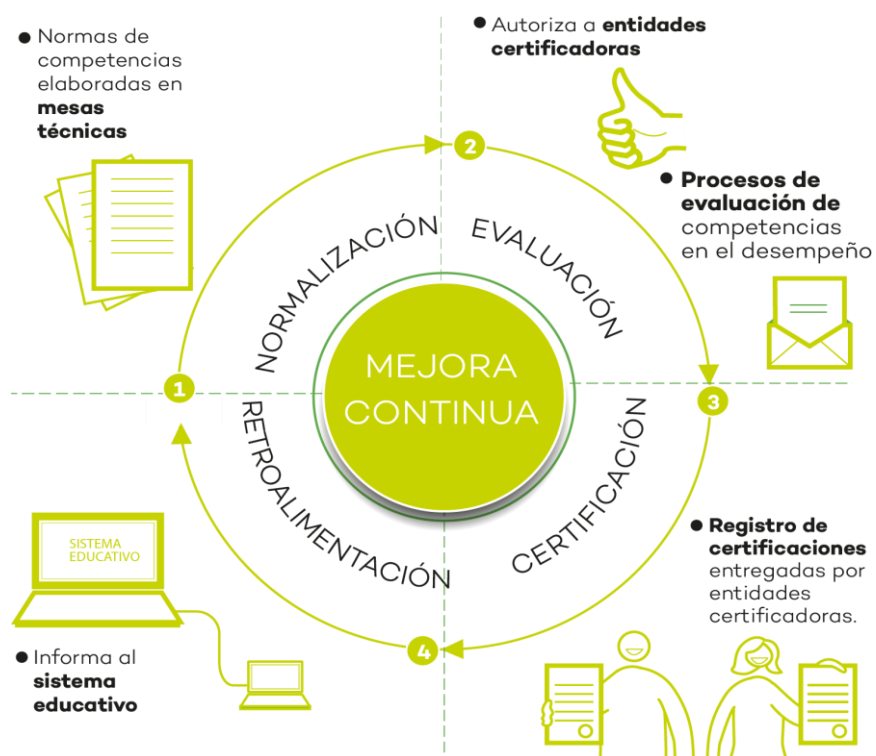 ● Normas de
competencias
elaboradas en
mesas
técnicas
● Autoriza a entidades
certificadoras
● Procesos de
evaluación de
competencias
en el desempeño
1
2
3
4
NORMALIZACIÓN
EVALUACIÓN
CERTIFICACIÓN
RETROALIMENTACIÓN
MEJORA
CONTINUA
● Registro de
certificaciones
entregadas por
entidades
certificadoras.
SISTEMA
EDUCATIVO
● Informa al
sistema
educativo